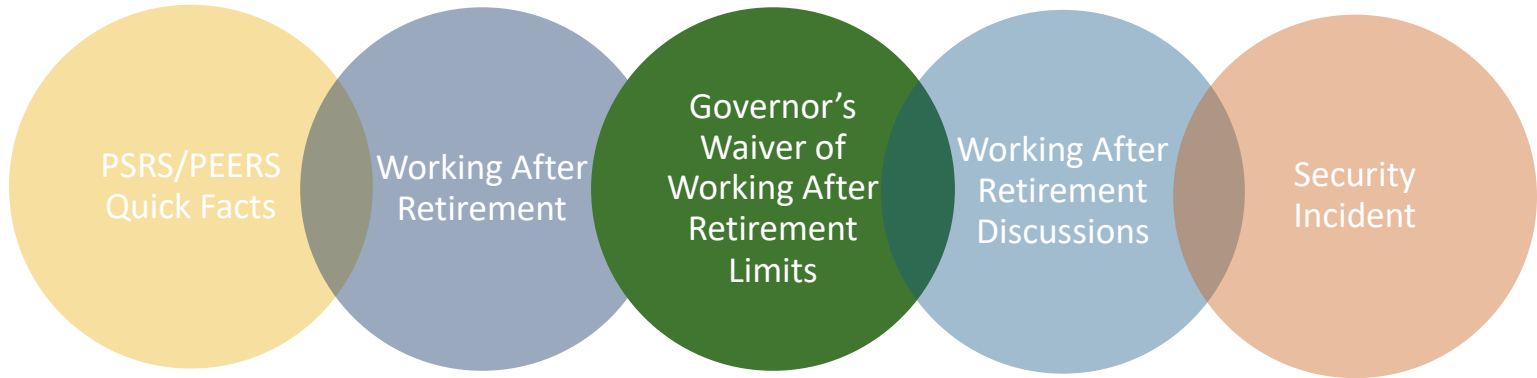 PSRS/PEERS
Quick Facts
Working After
Retirement
Governor’s
Waiver of
Working After
Retirement
Limits
Working After
Retirement
Discussions
Security
Incident